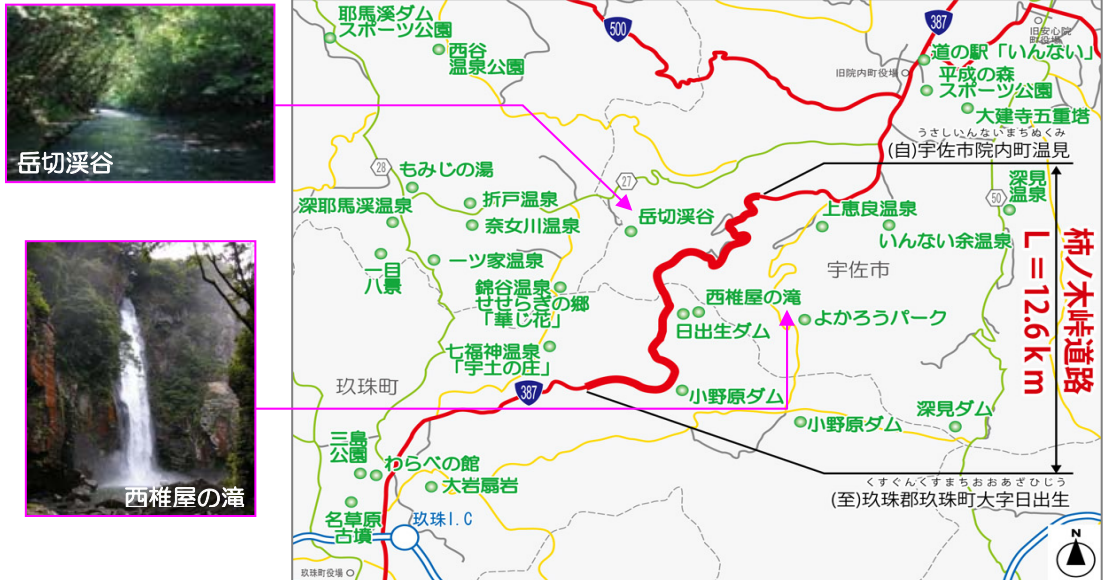 岳切渓谷
西椎屋の滝
耶馬溪ダム
スポーツ公園
西谷
温泉公園
500
387
旧安心院
町役場
道の駅「いんない」
旧院内町役場
平成の森
スポーツ公園
大建寺五重塔
うさしいんないまちぬくみ
(自)宇佐市院内町温見
28
もみじの湯
27
深耶馬溪温泉
折戸温泉
奈女川温泉
岳切渓谷
上恵良温泉
50
深見
温泉
いんない余温泉
一目
八景
一ツ家温泉
宇佐市
錦谷温泉
せせらぎの郷
「華じ花」
西椎屋の滝
日出生ダム
よかろうパーク
柿ノ木峠道路
L=12.6km
七福神温泉
「宇土の庄」
玖珠町
387
小野原ダム
小野原ダム
深見ダム
三島
公園
わらべの館
大岩扇岩
くすぐんくすまちおおあざひじう
(至)玖珠郡玖珠町大字日出生
名草原
古墳
玖珠I.C
玖珠町役場
N